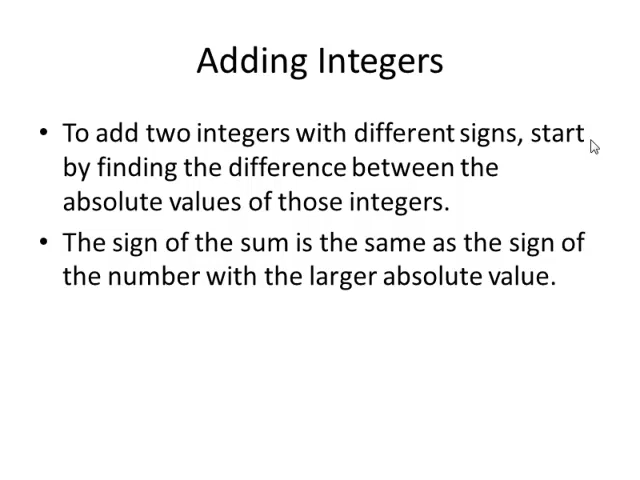 Adding Integers
• To add two integers with different signs, start
by finding the difference between the
absolute values of those integers.
• The sign of the sum is the same as the sign of
the number with the larger absolute value.